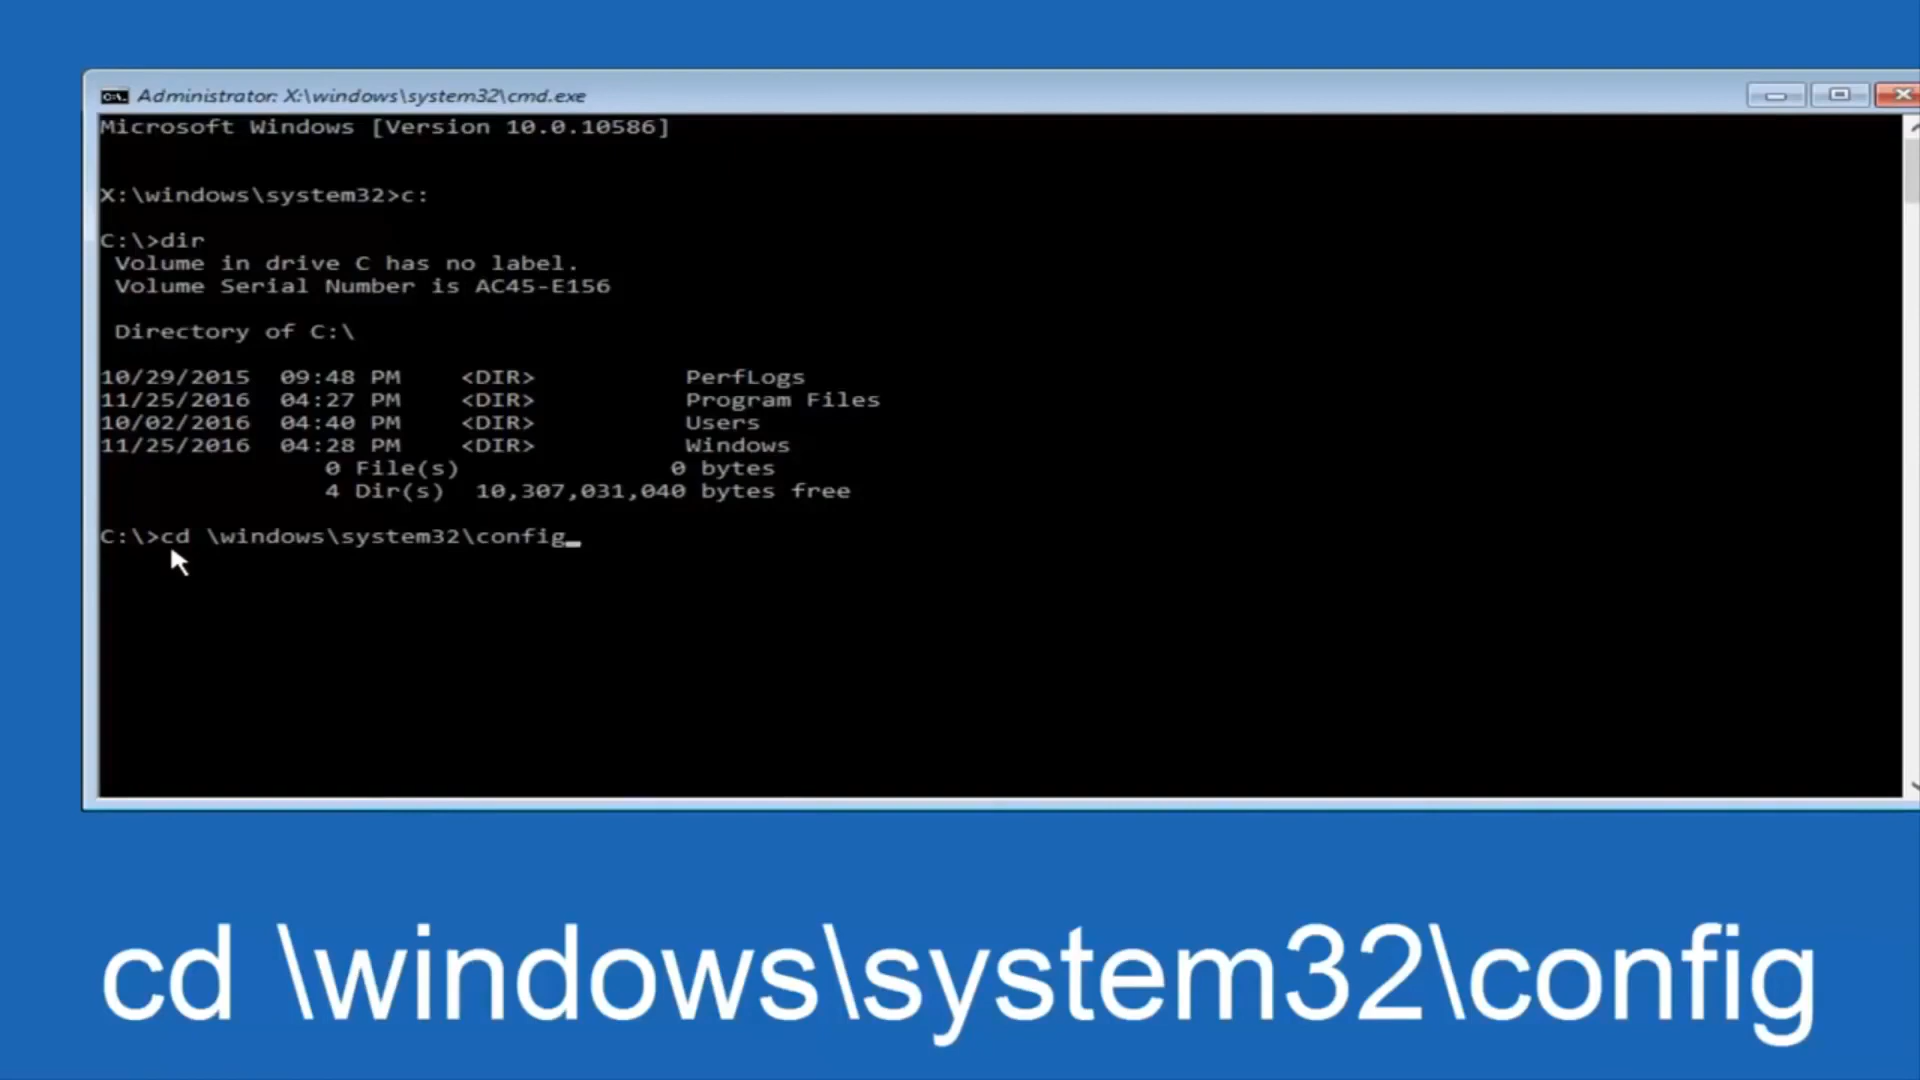 Administrator: X:\windows\system32\cmd.exe
Microsoft Windows [Version 10.0.10586]
X:\windows\system32>c:
C:\>dir
Volume in drive C has no label.
Volume Serial Number is AC45-E156
Directory of C:\
10/29/2015 09:48 PM <DIR> PerfLogs
11/25/2016 04:27 PM <DIR> Program Files
10/02/2016 04:40 PM <DIR> Users
11/25/2016 04:28 PM <DIR> Windows
0 File(s) 0 bytes
4 Dir(s) 10,307,031,040 bytes free
C:\>cd \windows\system32\config_
cd \windows\system32\config